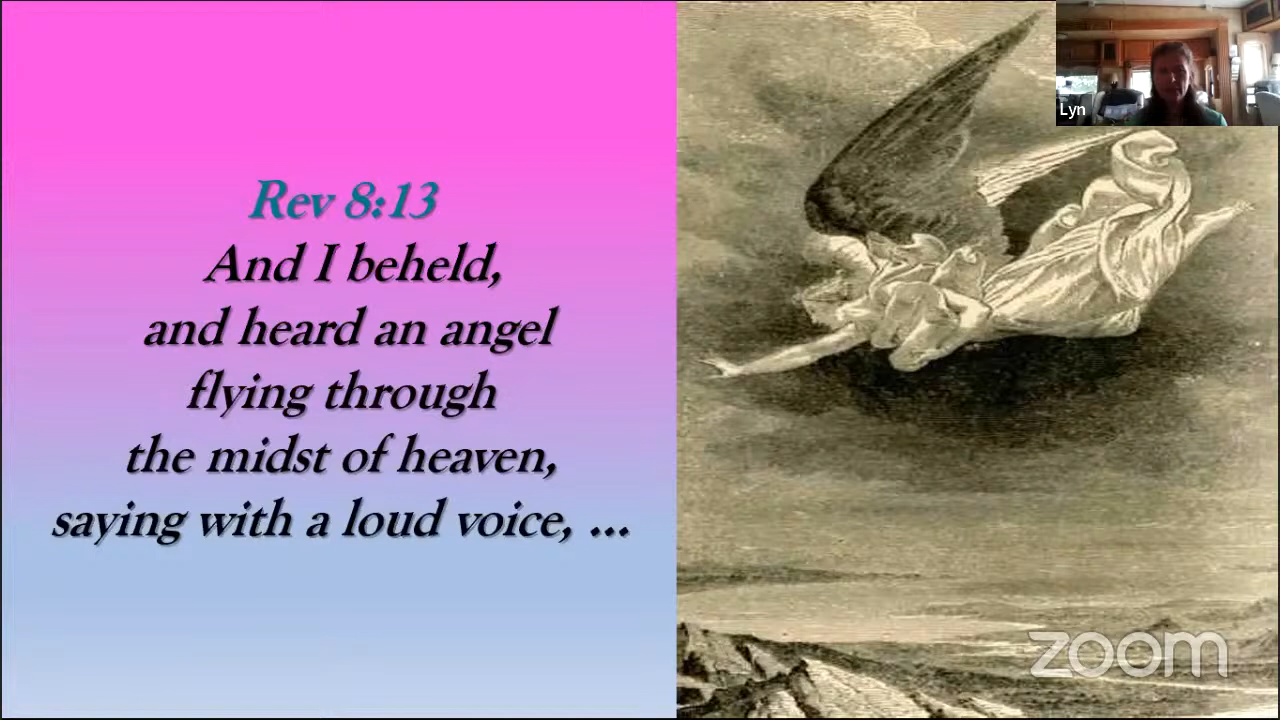 Rev 8:13
And I beheld,
and heard an angel
flying through
the midst of heaven,
saying with a loud voice, ...
Lyn
zoom